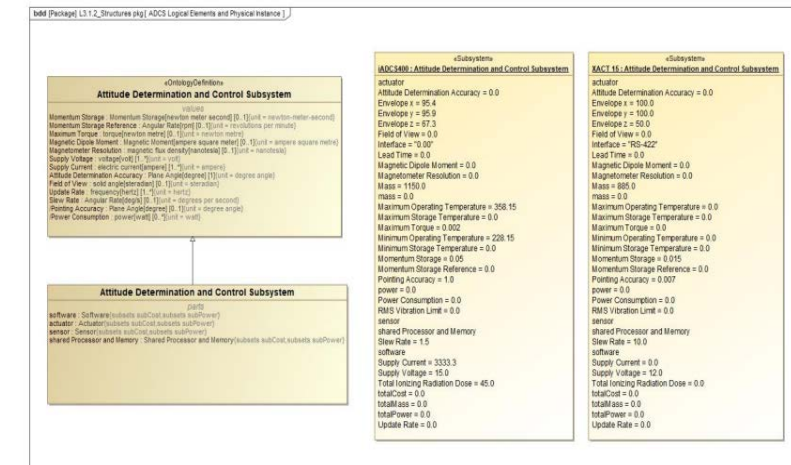 bdd [Package] L3.1.2_Structures pkg[ ADCS Logical Elements and Physical Instance ]
«OntologyDefinition»
Attitude Determination and Control Subsystem
values
Momentum Storage : Momentum Storage[newton meter second] [0..1]{unit = newton-meter-second}
Momentum Storage Reference : Angular Rate[rpm] [0..1]{unit = revolutions per minute}
Maximum Torque : torque[newton metre] [0..1]{unit = newton metre}
Magnetic Dipole Moment : Magnetic Moment[ampere square meter] [0..1]{unit = ampere square metre}
Magnetometer Resolution : magnetic flux density[nanotesla] [0..1]{unit = nanotesla}
Supply Voltage : voltage[volt] [1..*]{unit = volt}
Supply Current : electric current[ampere] [1..*]{unit = ampere}
Attitude Determination Accuracy : Plane Angle[degree] [1]{unit = degree angle}
Field of View : solid angle[steradian] [0..1]{unit = steradian}
Update Rate : frequency[hertz] [1..*]{unit = hertz}
Slew Rate : Angular Rate[deg/s] [0..1]{unit = degrees per second}
/Pointing Accuracy : Plane Angle[degree] [0..1]{unit = degree angle}
/Power Consumption : power[watt] [0..*]{unit = watt}
Attitude Determination and Control Subsystem
parts
software : Software{subsets subCost,subsets subPower}
actuator : Actuator{subsets subCost,subsets subPower}
sensor : Sensor{subsets subCost,subsets subPower}
shared Processor and Memory : Shared Processor and Memory{subsets subCost,subsets subPower}
«Subsystem»
iADCS400 : Attitude Determination and Control Subsystem
actuator
Attitude Determination Accuracy = 0.0
Envelope x = 95.4
Envelope y = 95.9
Envelope z = 67.3
Field of View = 0.0
Interface = "0.00"
Lead Time = 0.0
Magnetic Dipole Moment = 0.0
Magnetometer Resolution = 0.0
Mass = 1150.0
mass = 0.0
Maximum Operating Temperature = 358.15
Maximum Storage Temperature = 0.0
Maximum Torque = 0.002
Minimum Operating Temperature = 228.15
Minimum Storage Temperature = 0.0
Momentum Storage = 0.05
Momentum Storage Reference = 0.0
Pointing Accuracy = 1.0
power = 0.0
Power Consumption = 0.0
RMS Vibration Limit = 0.0
sensor
shared Processor and Memory
Slew Rate = 1.5
software
Supply Current = 3333.3
Supply Voltage = 15.0
Total Ionizing Radiation Dose = 45.0
totalCost = 0.0
totalMass = 0.0
totalPower = 0.0
Update Rate = 0.0
«Subsystem»
XACT 15 : Attitude Determination and Control Subsystem
actuator
Attitude Determination Accuracy = 0.0
Envelope x = 100.0
Envelope y = 100.0
Envelope z = 50.0
Field of View = 0.0
Interface = "RS-422"
Lead Time = 0.0
Magnetic Dipole Moment = 0.0
Magnetometer Resolution = 0.0
Mass = 885.0
mass = 0.0
Maximum Operating Temperature = 0.0
Maximum Storage Temperature = 0.0
Maximum Torque = 0.0
Minimum Operating Temperature = 0.0
Minimum Storage Temperature = 0.0
Momentum Storage = 0.015
Momentum Storage Reference = 0.0
Pointing Accuracy = 0.007
power = 0.0
Power Consumption = 0.0
RMS Vibration Limit = 0.0
sensor
shared Processor and Memory
Slew Rate = 10.0
software
Supply Current = 0.0
Supply Voltage = 12.0
Total Ionizing Radiation Dose = 0.0
totalCost = 0.0
totalMass = 0.0
totalPower = 0.0
Update Rate = 0.0